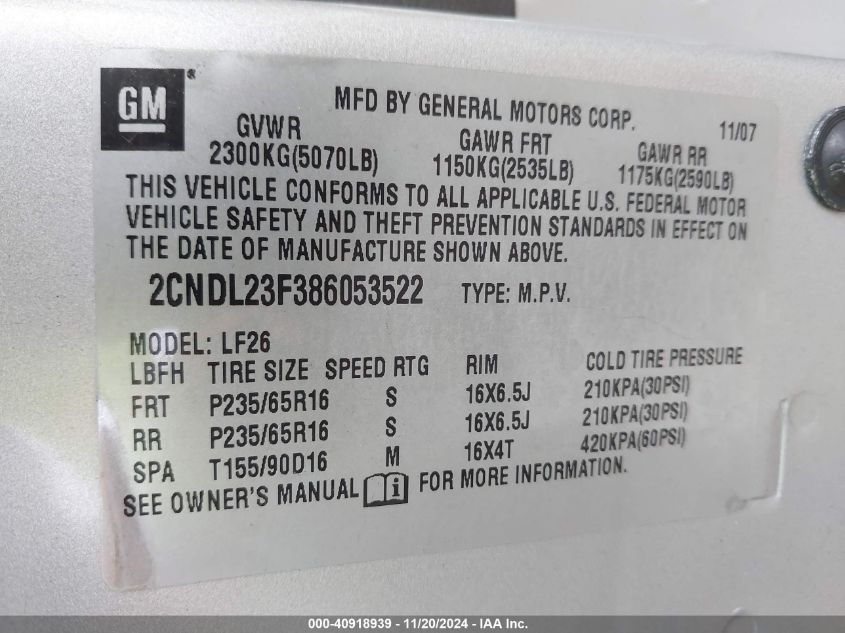 GM
MFD BY GENERAL MOTORS CORP. 11/07
GVWR GAWR FRT GAWR RR
2300KG(5070LB) 1150KG(2535LB) 1175KG(2590LB)
THIS VEHICLE CONFORMS TO ALL APPLICABLE U.S. FEDERAL MOTOR
VEHICLE SAFETY AND THEFT PREVENTION STANDARDS IN EFFECT ON
THE DATE OF MANUFACTURE SHOWN ABOVE.
2CNDL23F386053522 TYPE: M.P.V.
MODEL: LF26
LBFH TIRE SIZE SPEED RTG RIM COLD TIRE PRESSURE
FRT P235/65R16 S 16X6.5J 210KPA(30PSI)
RR P235/65R16 S 16X6.5J 210KPA(30PSI)
SPA T155/90D16 M 16X4T 420KPA(60PSI)
SEE OWNER'S MANUAL i FOR MORE INFORMATION.
000-40918939 - 11/20/2024 - IAA Inc.